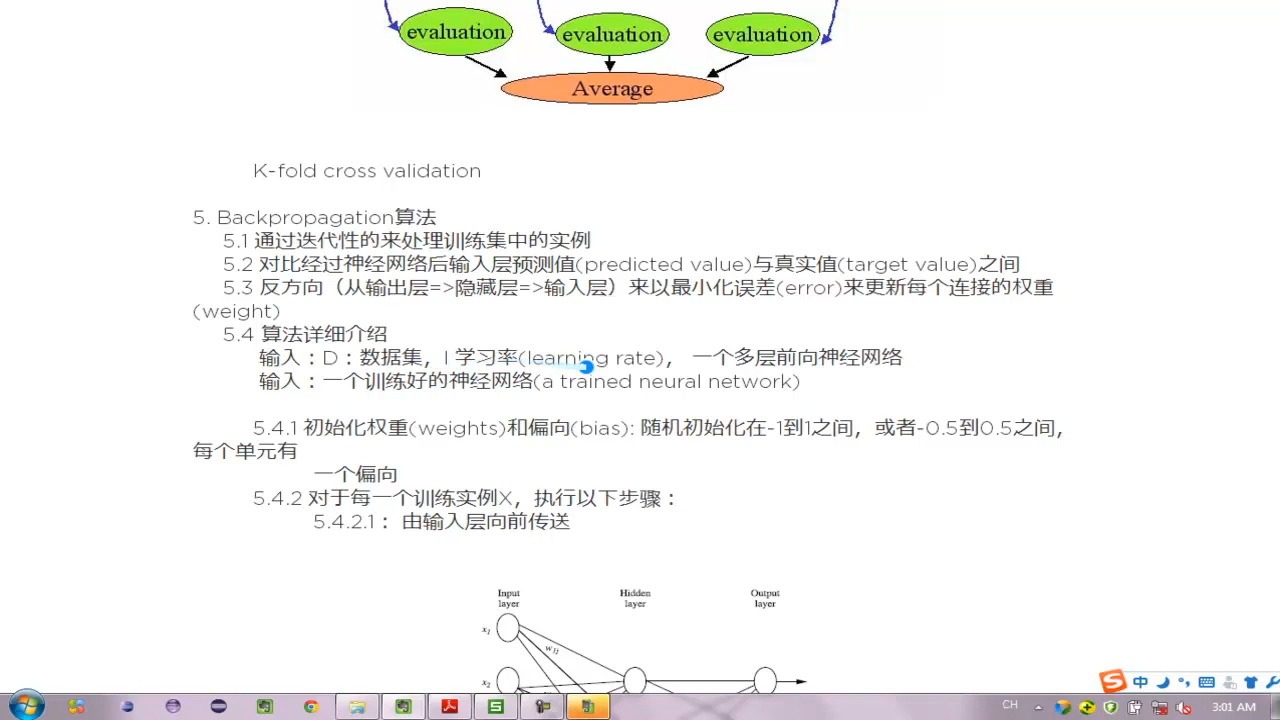 evaluation evaluation evaluation
Average
K-fold cross validation
5. Backpropagation算法
5.1 通过迭代性的来处理训练集中的实例
5.2 对比经过神经网络后输入层预测值(predicted value)与真实值(target value)之间
5.3 反方向（从输出层=>隐藏层=>输入层）来以最小化误差(error)来更新每个连接的权重
(weight)
5.4 算法详细介绍
输入：D：数据集，l 学习率(learning rate)， 一个多层前向神经网络
输入：一个训练好的神经网络(a trained neural network)
5.4.1 初始化权重(weights)和偏向(bias): 随机初始化在-1到1之间，或者-0.5到0.5之间，
每个单元有
一个偏向
5.4.2 对于每一个训练实例X，执行以下步骤：
5.4.2.1： 由输入层向前传送
Input Hidden Output
layer layer layer
x1
w1j
x2
中
CH 3:01 AM